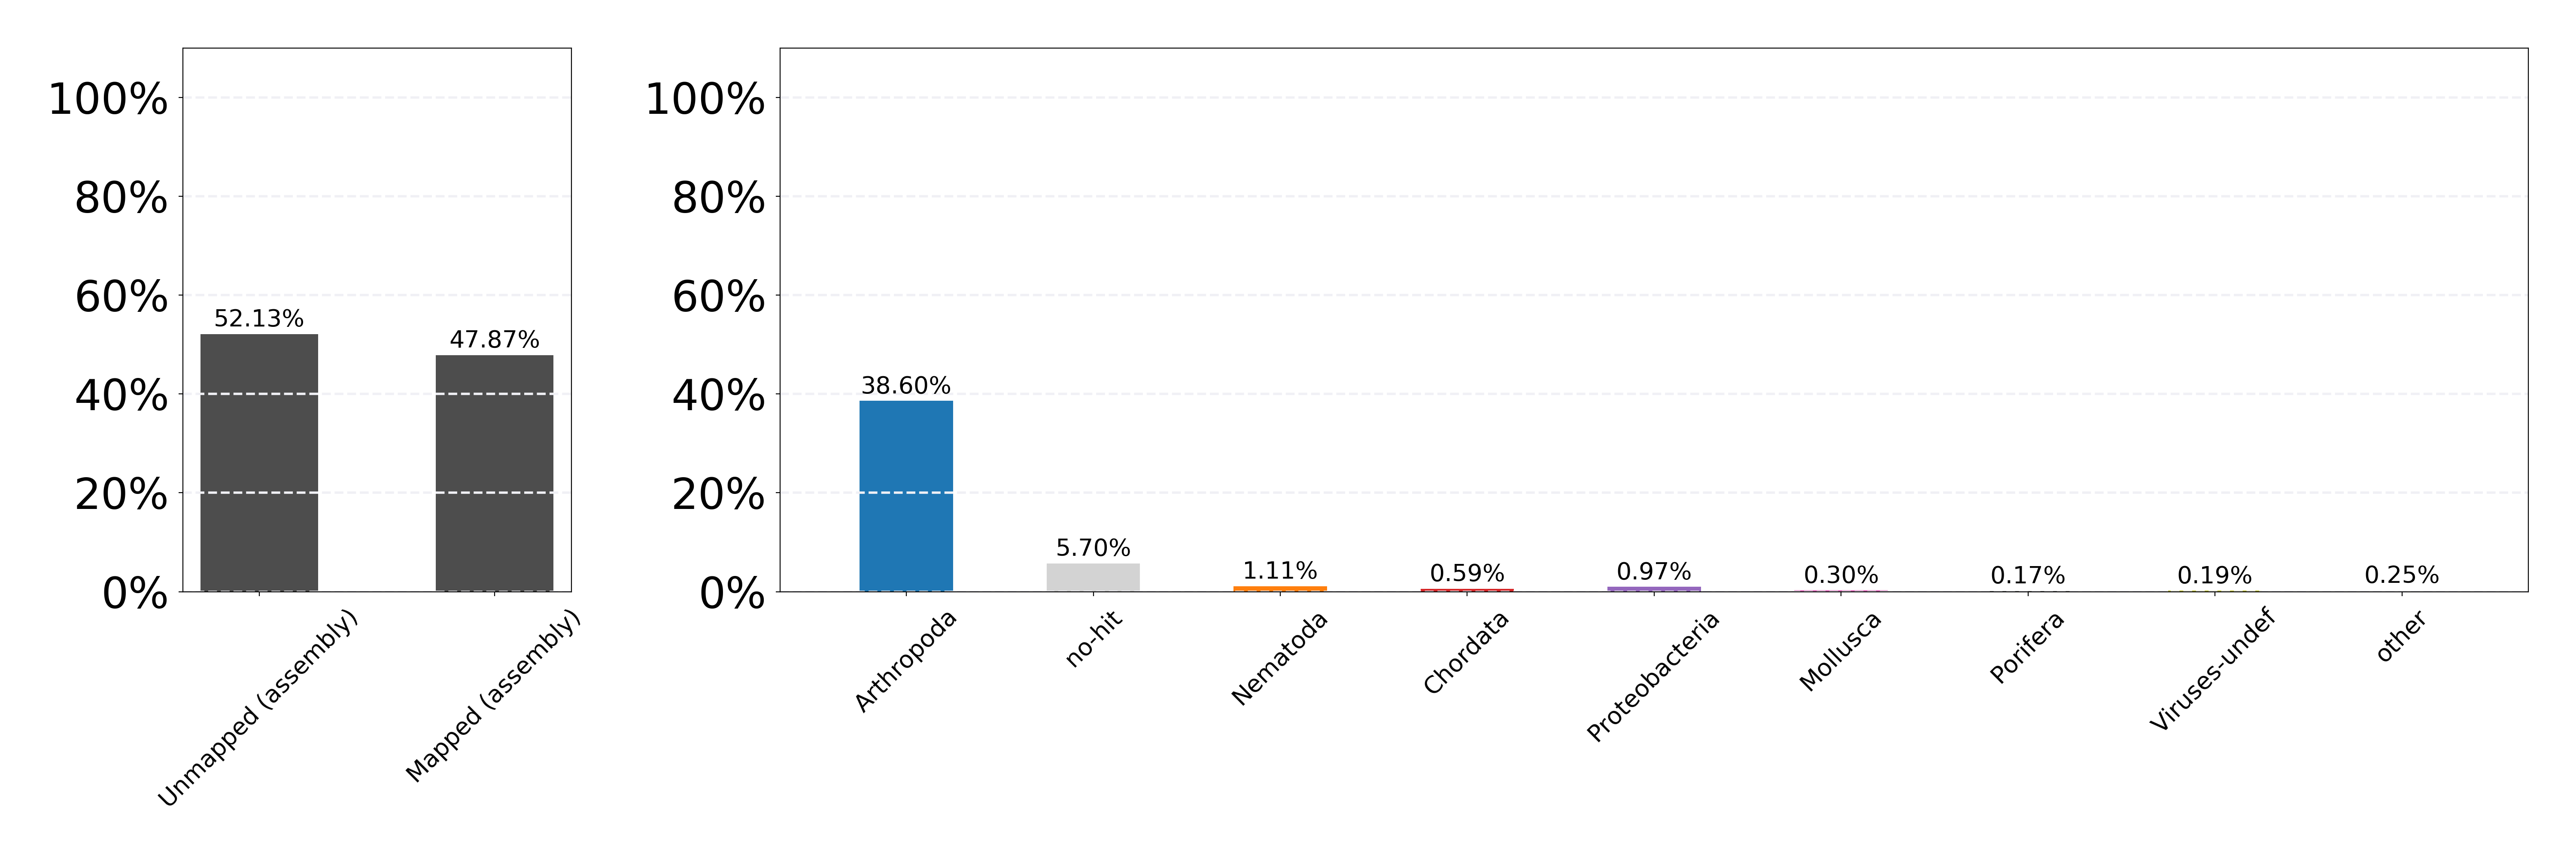 100%
80%
60%
40%
20%
0%
52.13%
47.87%
Unmapped (assembly)
Mapped (assembly)
100%
80%
60%
40%
20%
0%
38.60%
5.70%
1.11%
0.59%
0.97%
0.30%
0.17%
0.19%
0.25%
Arthropoda
no-hit
Nematoda
Chordata
Proteobacteria
Mollusca
Porifera
Viruses-undef
other